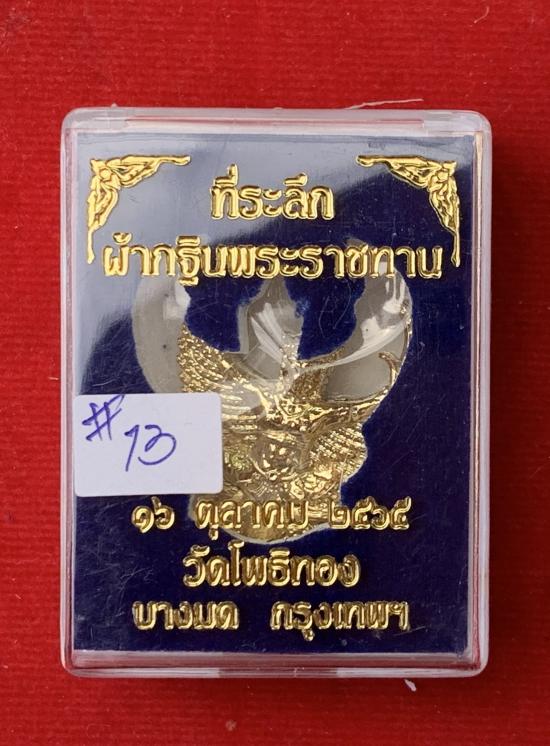 ที่ระลึก
ผ้ากฐินพระราชทาน
#13
๑๖ ตุลาคม ๒๕๖๕
วัดโพธิทอง
บางมด กรุงเทพฯ